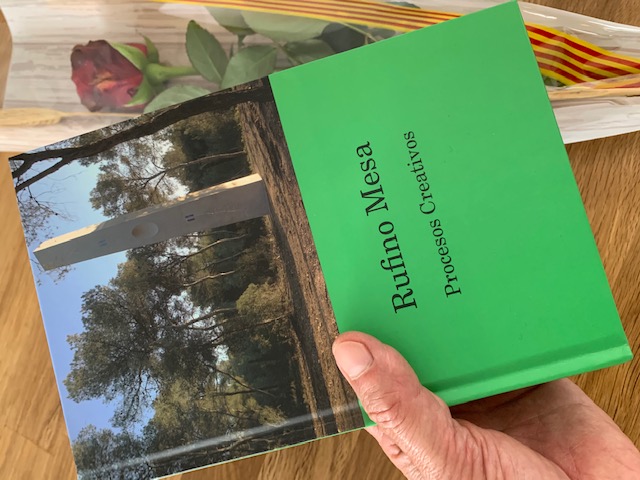 Rufino Mesa
Procesos Creativos